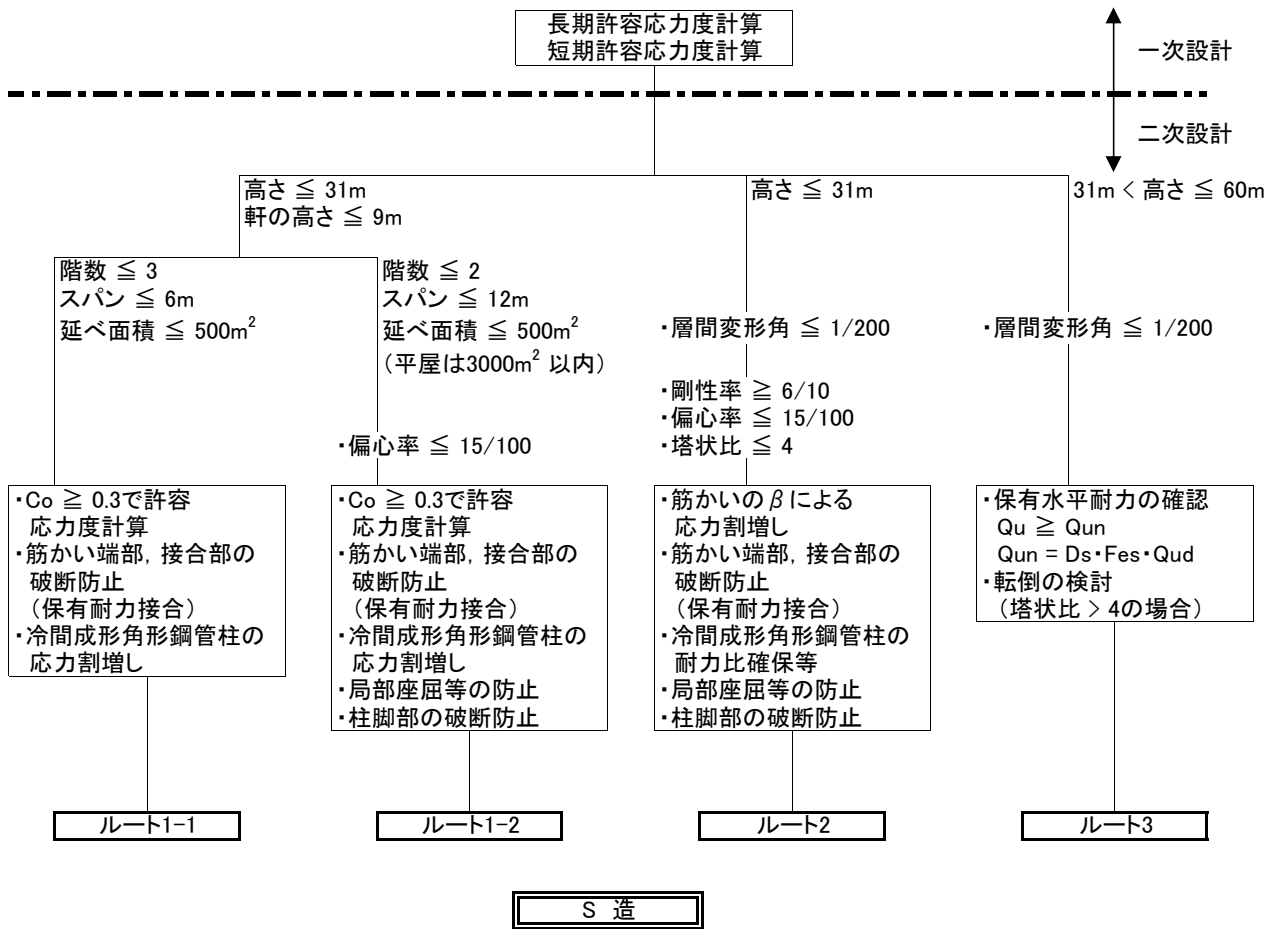 長期許容応力度計算
短期許容応力度計算
一次設計
二次設計
高さ ≦ 31m
軒の高さ ≦ 9m
高さ ≦ 31m
31m < 高さ ≦ 60m
階数 ≦ 3
スパン ≦ 6m
延べ面積 ≦ 500m²
階数 ≦ 2
スパン ≦ 12m
延べ面積 ≦ 500m²
（平屋は3000m² 以内）
・偏心率 ≦ 15/100
・層間変形角 ≦ 1/200
・剛性率 ≧ 6/10
・偏心率 ≦ 15/100
・塔状比 ≦ 4
・層間変形角 ≦ 1/200
・Co ≧ 0.3で許容
応力度計算
・筋かい端部，接合部の
破断防止
（保有耐力接合）
・冷間成形角形鋼管柱の
応力割増し
・Co ≧ 0.3で許容
応力度計算
・筋かい端部，接合部の
破断防止
（保有耐力接合）
・冷間成形角形鋼管柱の
応力割増し
・局部座屈等の防止
・柱脚部の破断防止
・筋かいのβによる
応力割増し
・筋かい端部，接合部の
破断防止
（保有耐力接合）
・冷間成形角形鋼管柱の
耐力比確保等
・局部座屈等の防止
・柱脚部の破断防止
・保有水平耐力の確認
Qu ≧ Qun
Qun = Ds・Fes・Qud
・転倒の検討
（塔状比 > 4の場合）
ルート1-1
ルート1-2
ルート2
ルート3
S 造